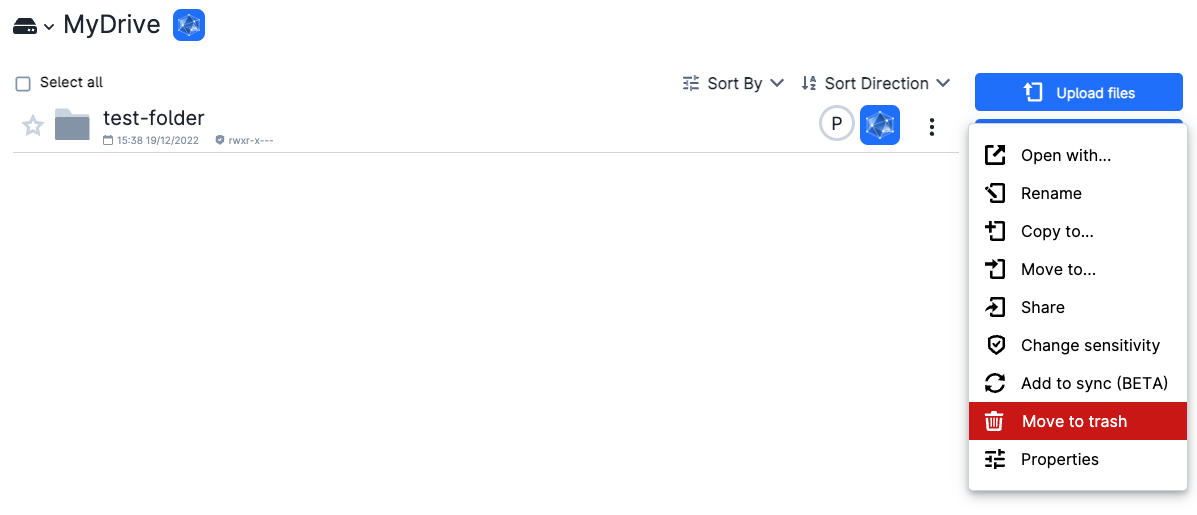 MyDrive
Select all
Sort By
Sort Direction
Upload files
test-folder
15:38 19/12/2022 rwxr-x---
P
Open with...
Rename
Copy to...
Move to...
Share
Change sensitivity
Add to sync (BETA)
Move to trash
Properties